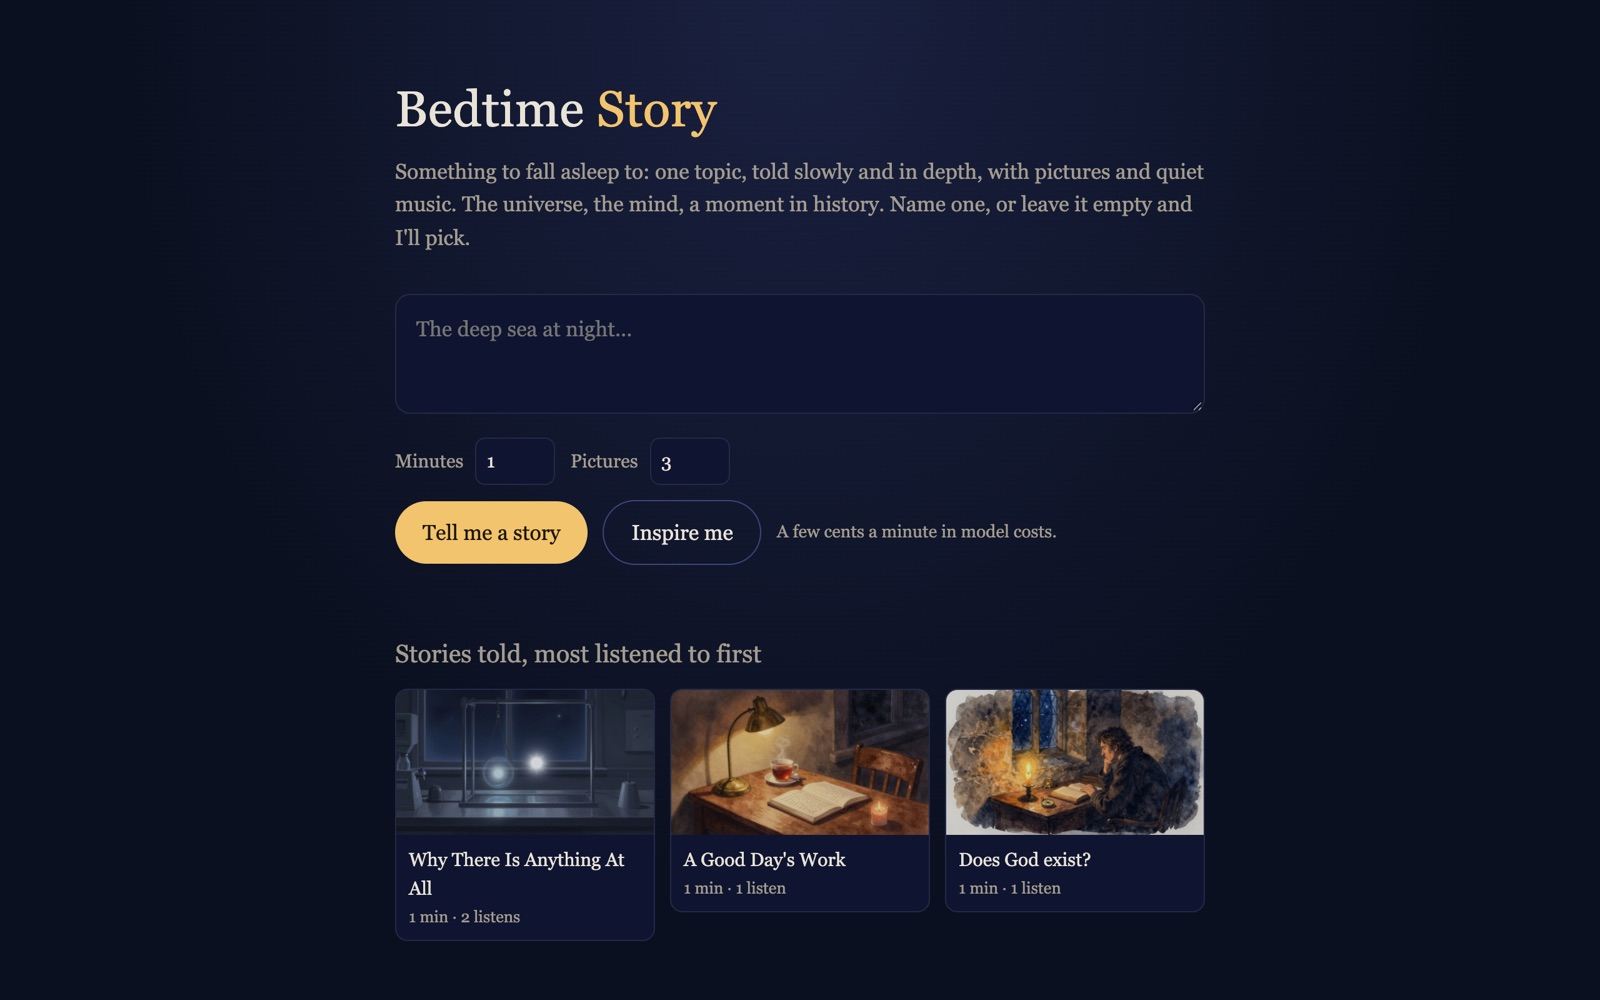 Bedtime Story
Something to fall asleep to: one topic, told slowly and in depth, with pictures and quiet
music. The universe, the mind, a moment in history. Name one, or leave it empty and
I'll pick.
The deep sea at night...
Minutes 1 Pictures 3
Tell me a story Inspire me A few cents a minute in model costs.
Stories told, most listened to first
Why There Is Anything At
All
1 min · 2 listens
A Good Day's Work
1 min · 1 listen
Does God exist?
1 min · 1 listen